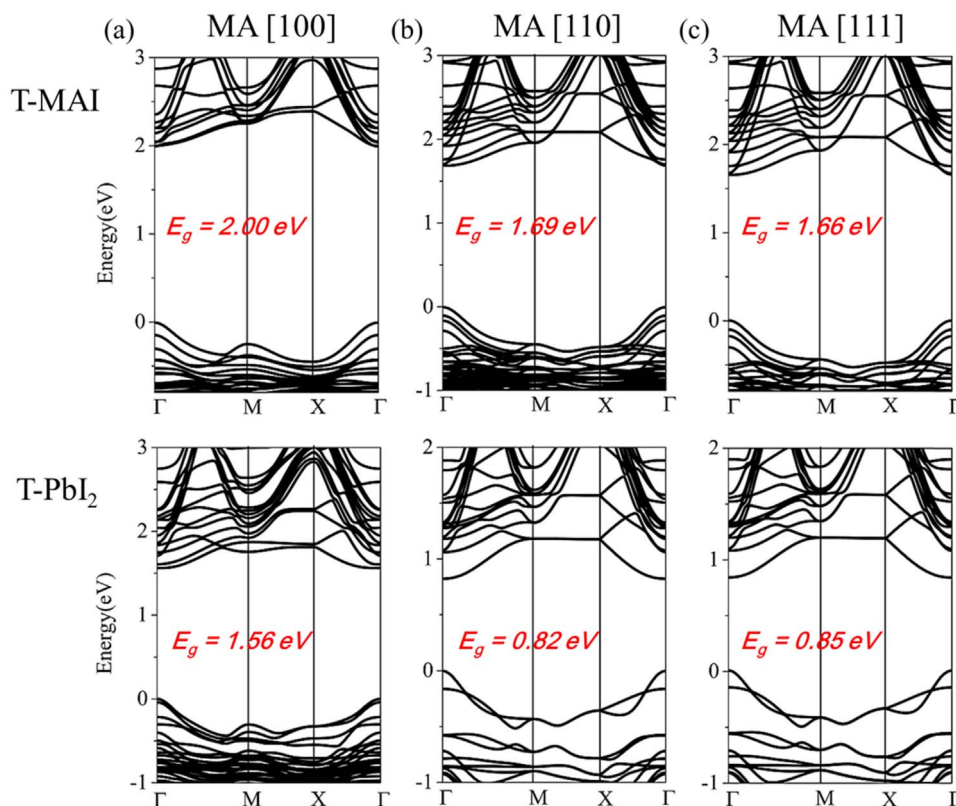 (a) MA [100] (b) MA [110] (c) MA [111]
T-MAI
Energy(eV)
3
2
1
0
E_g = 2.00 eV
Γ M X Γ
3
2
1
0
-1
E_g = 1.69 eV
Γ M X Γ
3
2
1
0
E_g = 1.66 eV
Γ M X Γ
T-PbI₂
Energy(eV)
3
2
1
0
-1
E_g = 1.56 eV
Γ M X Γ
2
1
0
-1
E_g = 0.82 eV
Γ M X Γ
2
1
0
-1
E_g = 0.85 eV
Γ M X Γ